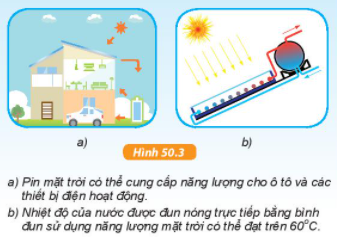 a)
b)
Hình 50.3
a) Pin mặt trời có thể cung cấp năng lượng cho ô tô và các
thiết bị điện hoạt động.
b) Nhiệt độ của nước được đun nóng trực tiếp bằng bình
đun sử dụng năng lượng mặt trời có thể đạt trên 60°C.